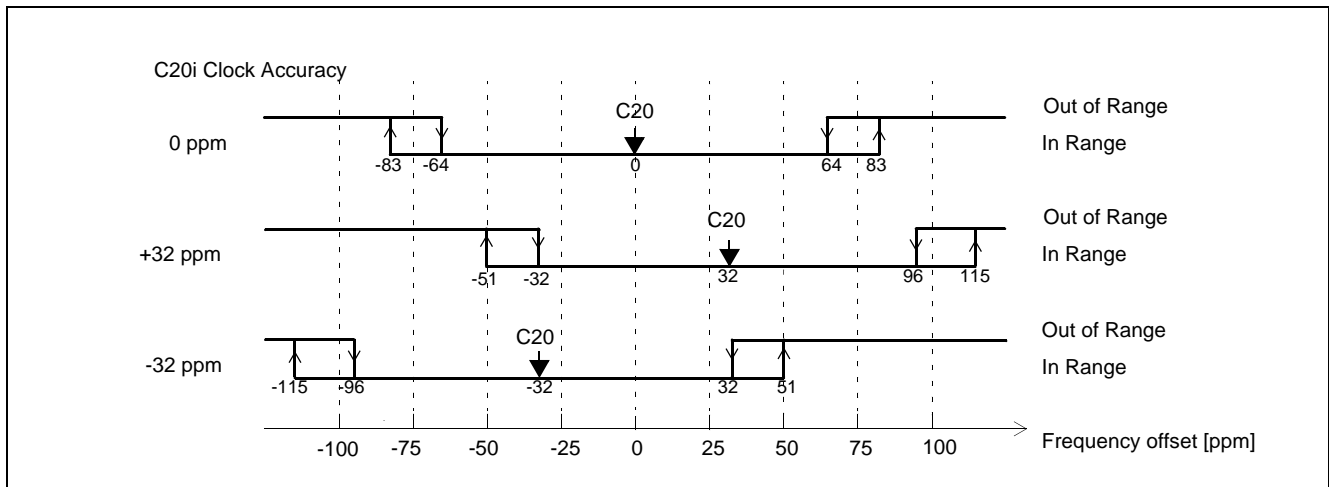 C20i Clock Accuracy
C20
Out of Range
0 ppm
In Range
-83 -64 0 64 83
C20
Out of Range
+32 ppm
In Range
-51 -32 32 96 115
C20
Out of Range
-32 ppm
In Range
-115 -96 -32 32 51
-100 -75 -50 -25 0 25 50 75 100
Frequency offset [ppm]